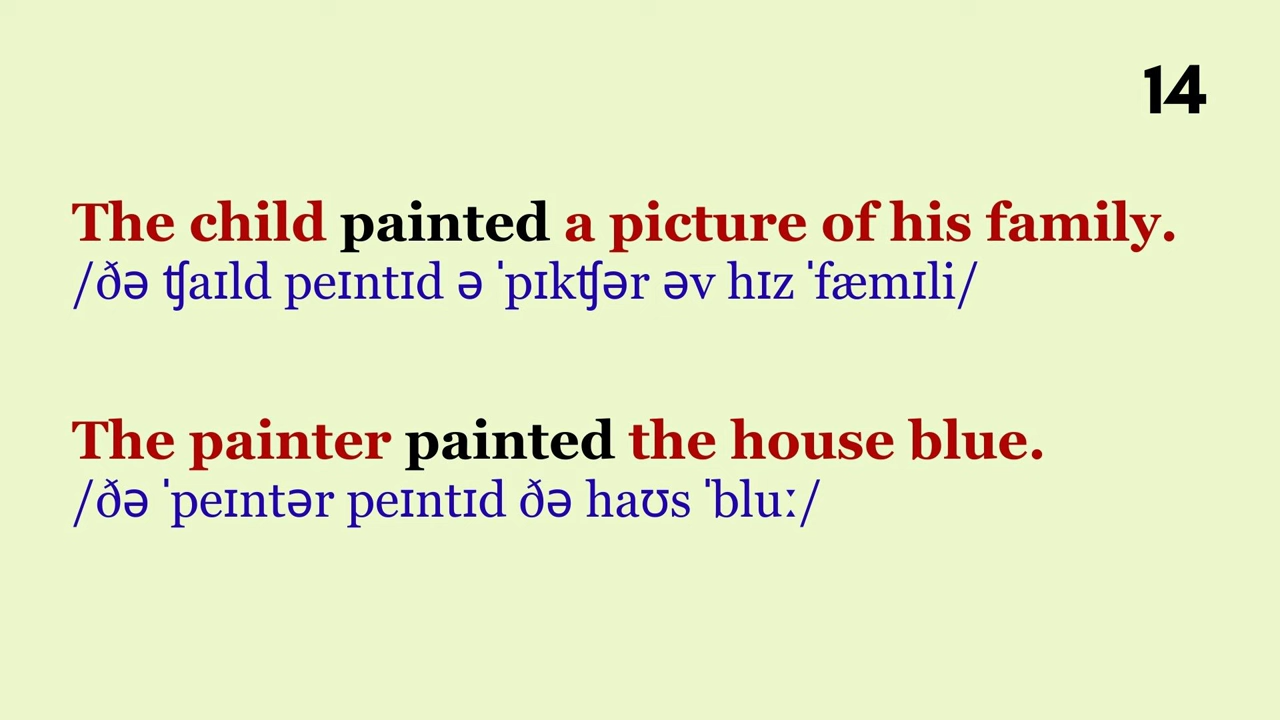 14
The child painted a picture of his family.
/ðə ʧaɪld peɪntɪd ə ˈpɪkʧər əv hɪz ˈfæmɪli/
The painter painted the house blue.
/ðə ˈpeɪntər peɪntɪd ðə haʊs ˈbluː/